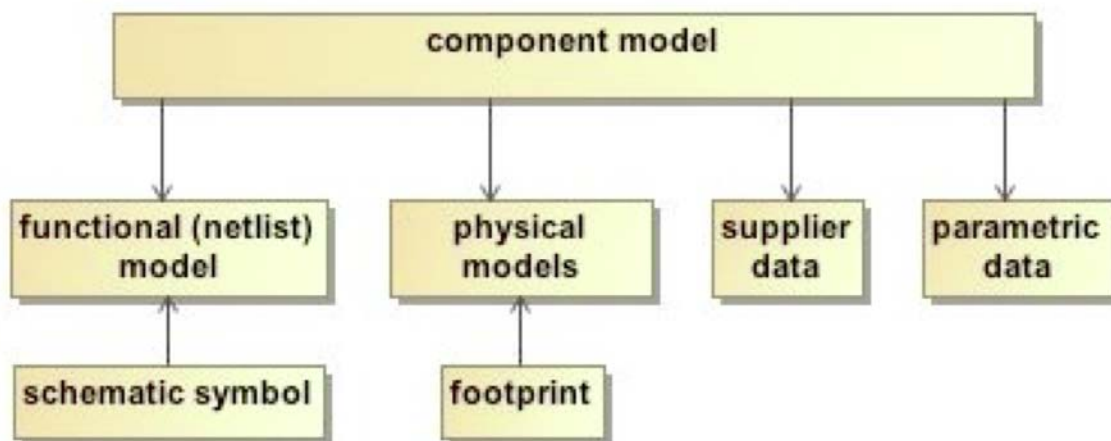 component model
functional (netlist)
model
physical
models
supplier
data
parametric
data
schematic symbol
footprint